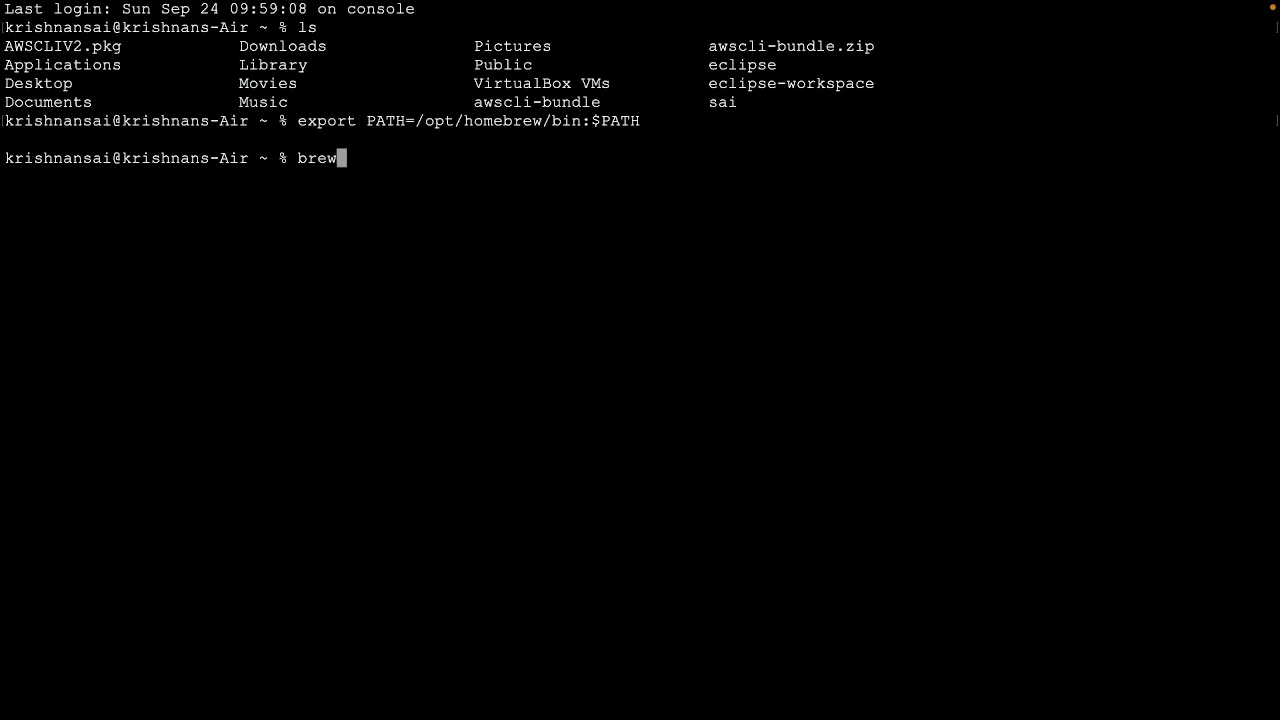 Last login: Sun Sep 24 09:59:08 on console
krishnansai@krishnans-Air ~ % ls
AWSCLIV2.pkg Downloads Pictures awscli-bundle.zip
Applications Library Public eclipse
Desktop Movies VirtualBox VMs eclipse-workspace
Documents Music awscli-bundle sai
krishnansai@krishnans-Air ~ % export PATH=/opt/homebrew/bin:$PATH
krishnansai@krishnans-Air ~ % brew